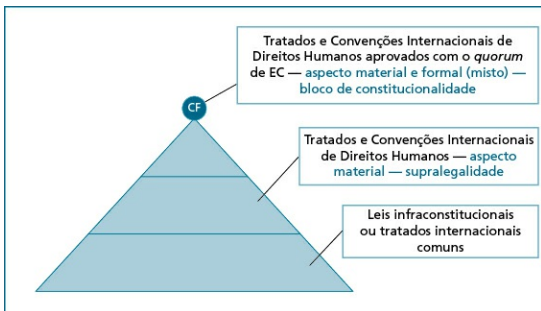 Tratados e Convenções Internacionais de
Direitos Humanos aprovados com o quorum
de EC — aspecto material e formal (misto) —
bloco de constitucionalidade
CF
Tratados e Convenções Internacionais
de Direitos Humanos — aspecto
material — supralegalidade
Leis infraconstitucionais
ou tratados internacionais
comuns